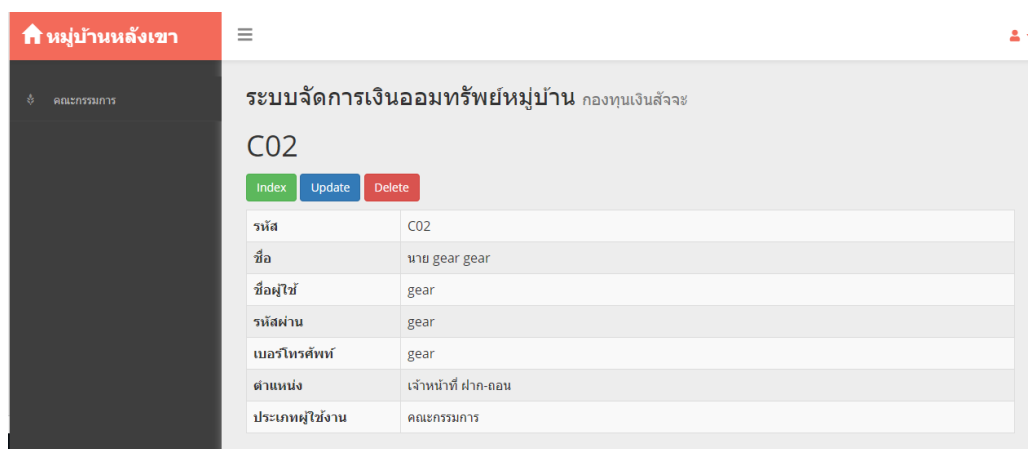 หมู่บ้านหลังเขา
คณะกรรมการ
ระบบจัดการเงินออมทรัพย์หมู่บ้าน กองทุนเงินสัจจะ
C02
Index Update Delete
รหัส C02
ชื่อ นาย gear gear
ชื่อผู้ใช้ gear
รหัสผ่าน gear
เบอร์โทรศัพท์ gear
ตำแหน่ง เจ้าหน้าที่ ฝาก-ถอน
ประเภทผู้ใช้งาน คณะกรรมการ